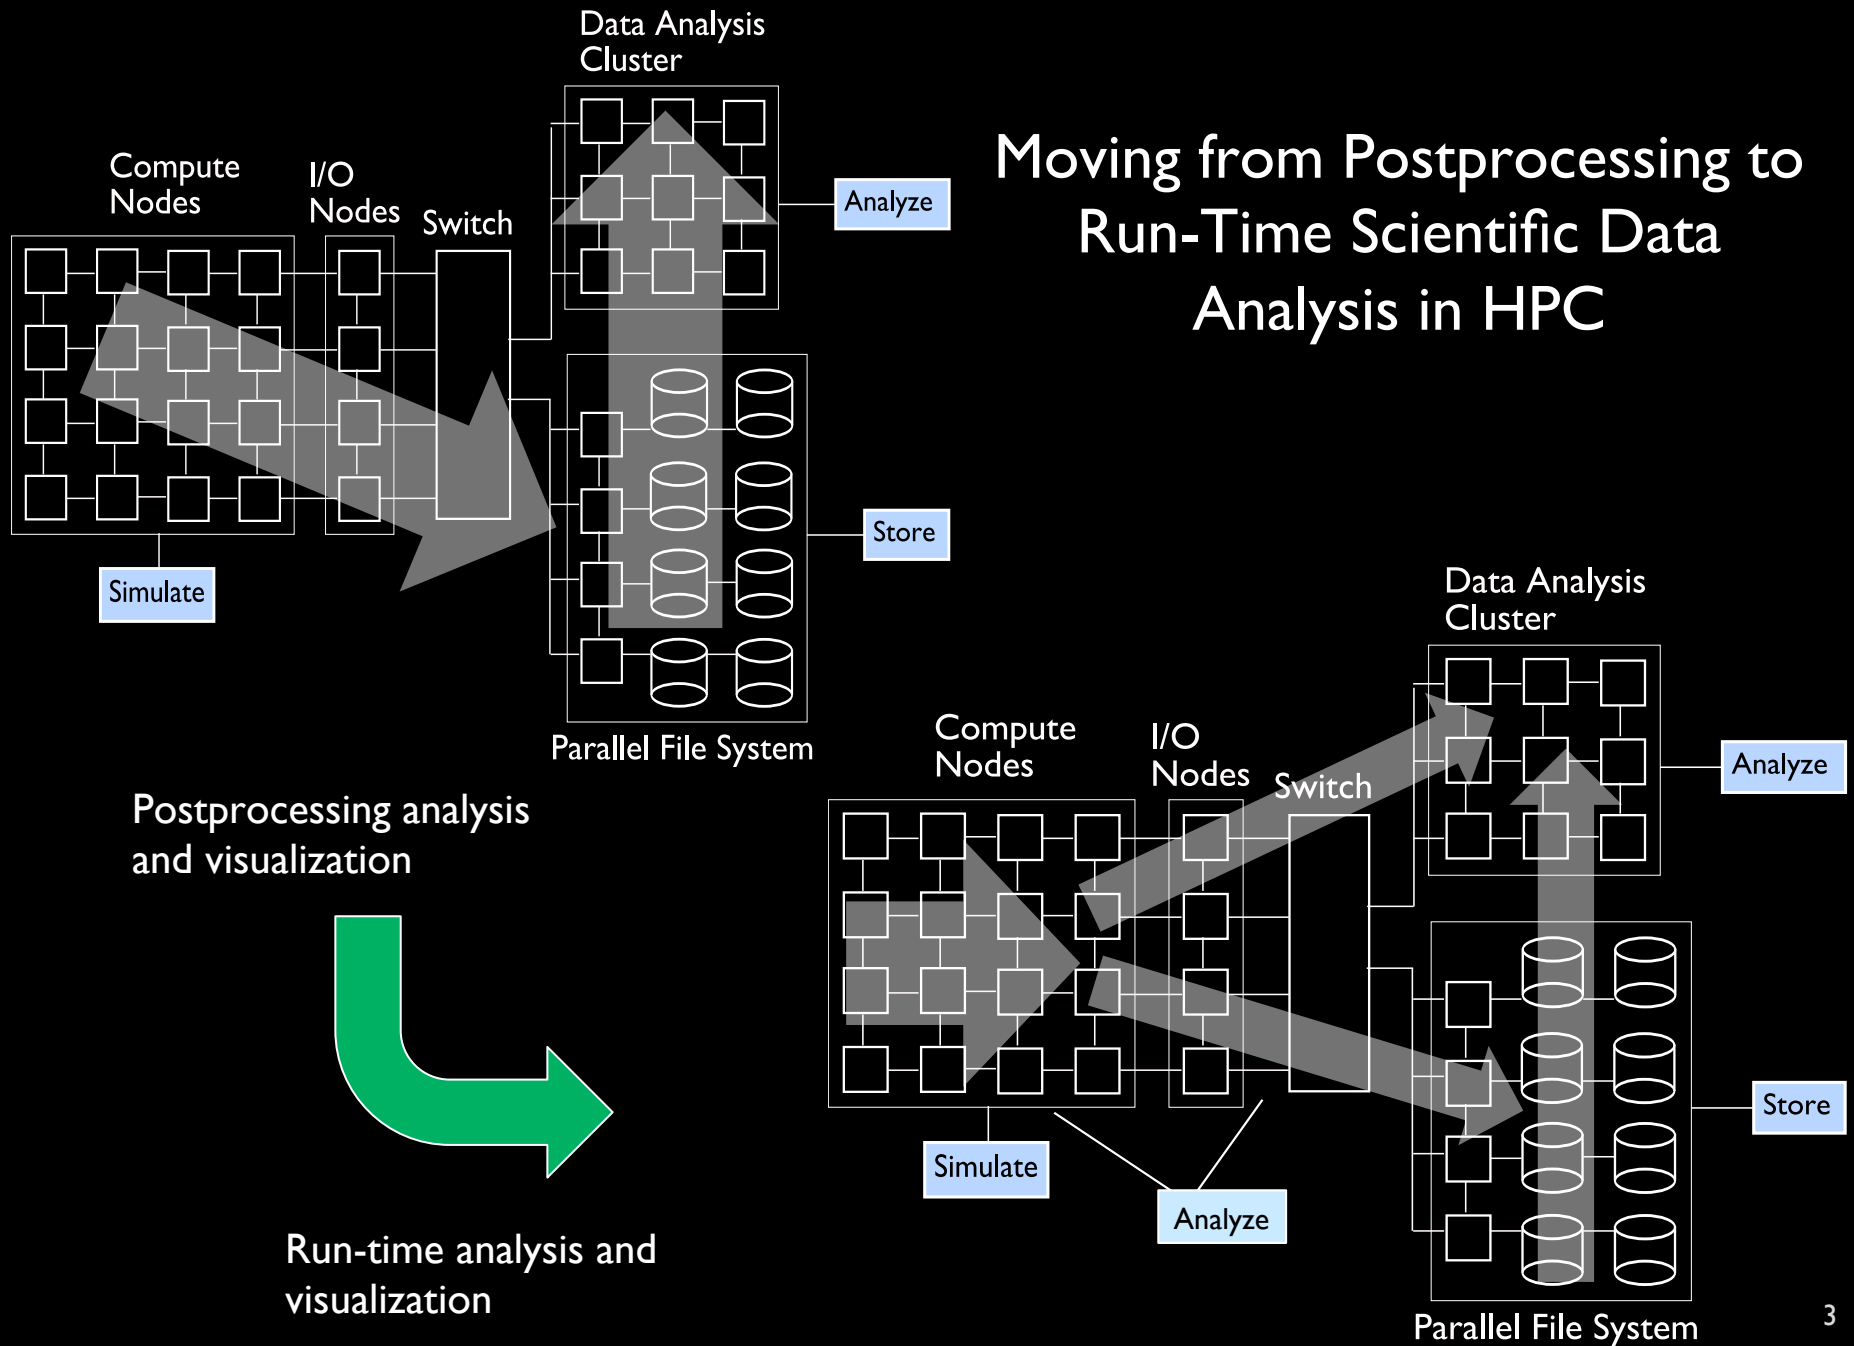 Moving from Postprocessing to
Run-Time Scientific Data
Analysis in HPC
Data Analysis
Cluster
Compute
Nodes
I/O
Nodes
Switch
Analyze
Store
Simulate
Parallel File System
Postprocessing analysis
and visualization
Run-time analysis and
visualization
Data Analysis
Cluster
Compute
Nodes
I/O
Nodes
Switch
Analyze
Store
Simulate
Analyze
Parallel File System
3